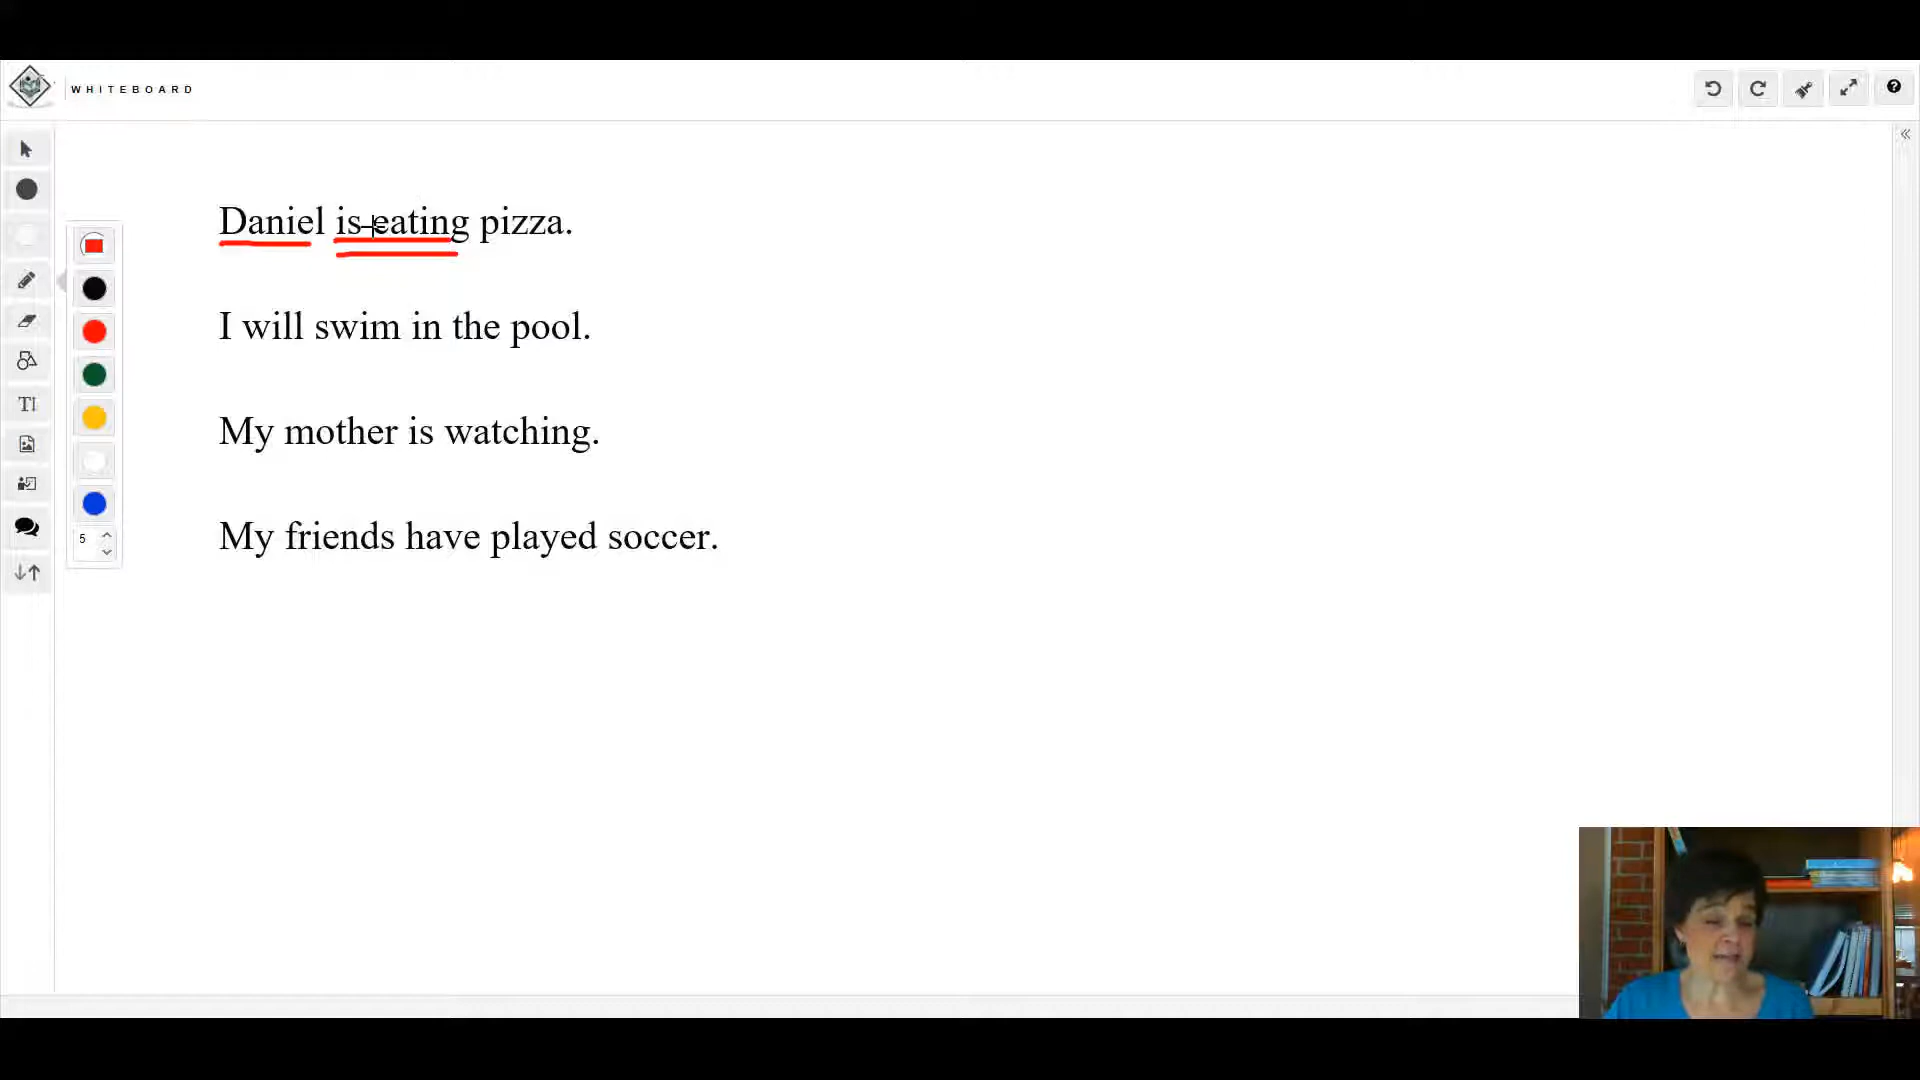 WHITEBOARD
Daniel is eating pizza.
I will swim in the pool.
My mother is watching.
My friends have played soccer.
TI
5